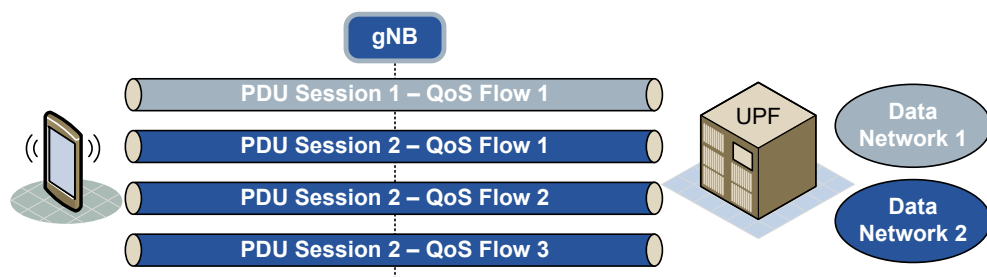 gNB
PDU Session 1 – QoS Flow 1
PDU Session 2 – QoS Flow 1
PDU Session 2 – QoS Flow 2
PDU Session 2 – QoS Flow 3
UPF
Data
Network 1
Data
Network 2